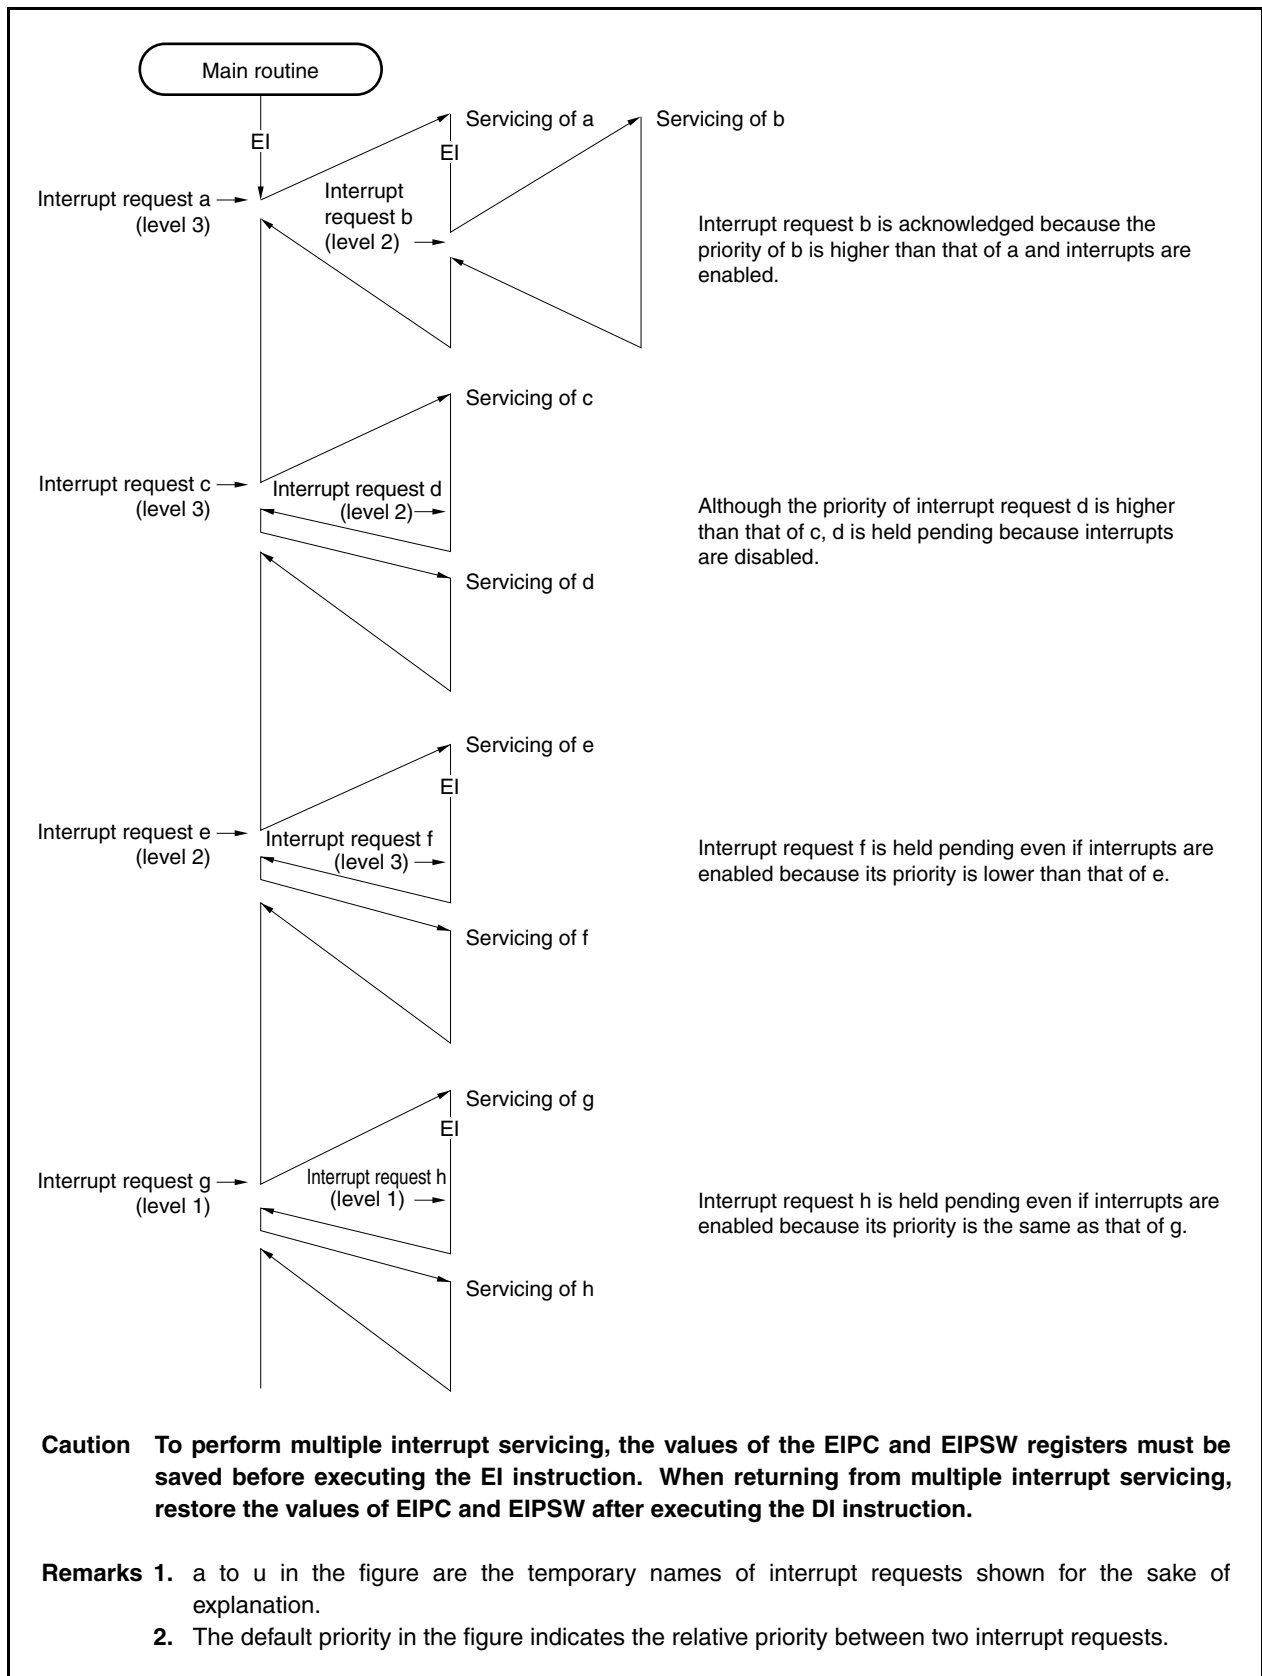 Main routine
EI
Servicing of a
Servicing of b
EI
Interrupt request a
(level 3)
Interrupt
request b
(level 2)
Interrupt request b is acknowledged because the
priority of b is higher than that of a and interrupts are
enabled.
Servicing of c
Interrupt request c
(level 3)
Interrupt request d
(level 2)
Although the priority of interrupt request d is higher
than that of c, d is held pending because interrupts
are disabled.
Servicing of d
Servicing of e
EI
Interrupt request e
(level 2)
Interrupt request f
(level 3)
Interrupt request f is held pending even if interrupts are
enabled because its priority is lower than that of e.
Servicing of f
Servicing of g
EI
Interrupt request g
(level 1)
Interrupt request h
(level 1)
Interrupt request h is held pending even if interrupts are
enabled because its priority is the same as that of g.
Servicing of h
Caution To perform multiple interrupt servicing, the values of the EIPC and EIPSW registers must be
saved before executing the EI instruction. When returning from multiple interrupt servicing,
restore the values of EIPC and EIPSW after executing the DI instruction.
Remarks 1. a to u in the figure are the temporary names of interrupt requests shown for the sake of
explanation.
2. The default priority in the figure indicates the relative priority between two interrupt requests.